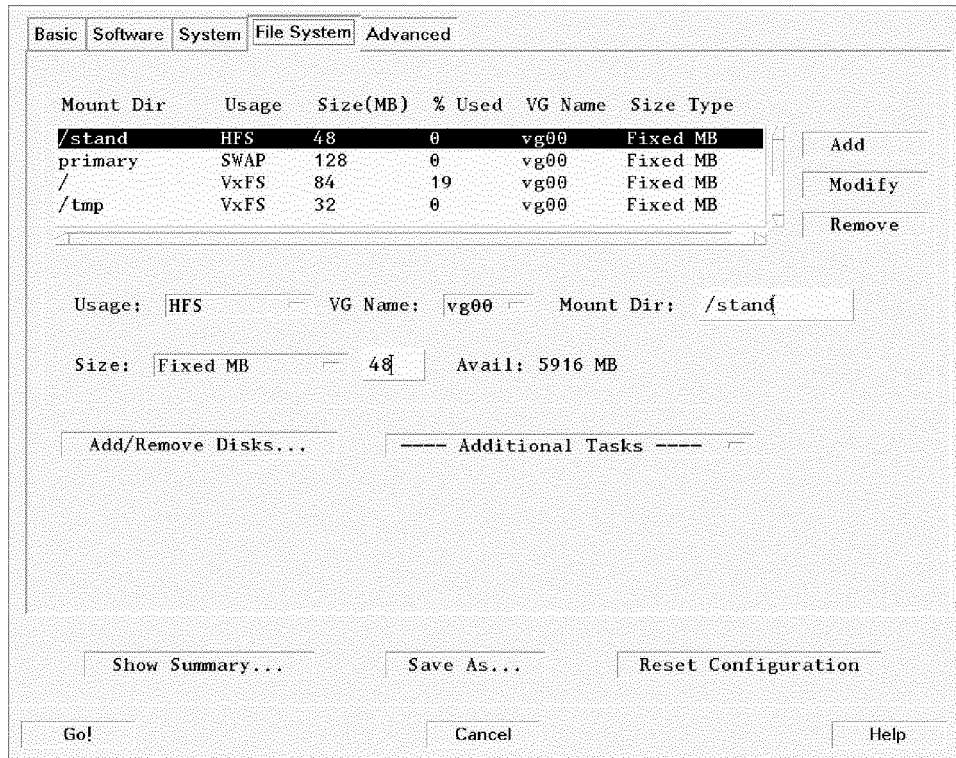 Basic Software System File System Advanced
Mount Dir Usage Size(MB) % Used VG Name Size Type
/stand HFS 48 0 vg00 Fixed MB
primary SWAP 128 0 vg00 Fixed MB
/ VxFS 84 19 vg00 Fixed MB
/tmp VxFS 32 0 vg00 Fixed MB
Add
Modify
Remove
Usage: HFS VG Name: vg00 Mount Dir: /stand
Size: Fixed MB 48 Avail: 5916 MB
Add/Remove Disks... ---- Additional Tasks ----
Show Summary... Save As... Reset Configuration
Go! Cancel Help